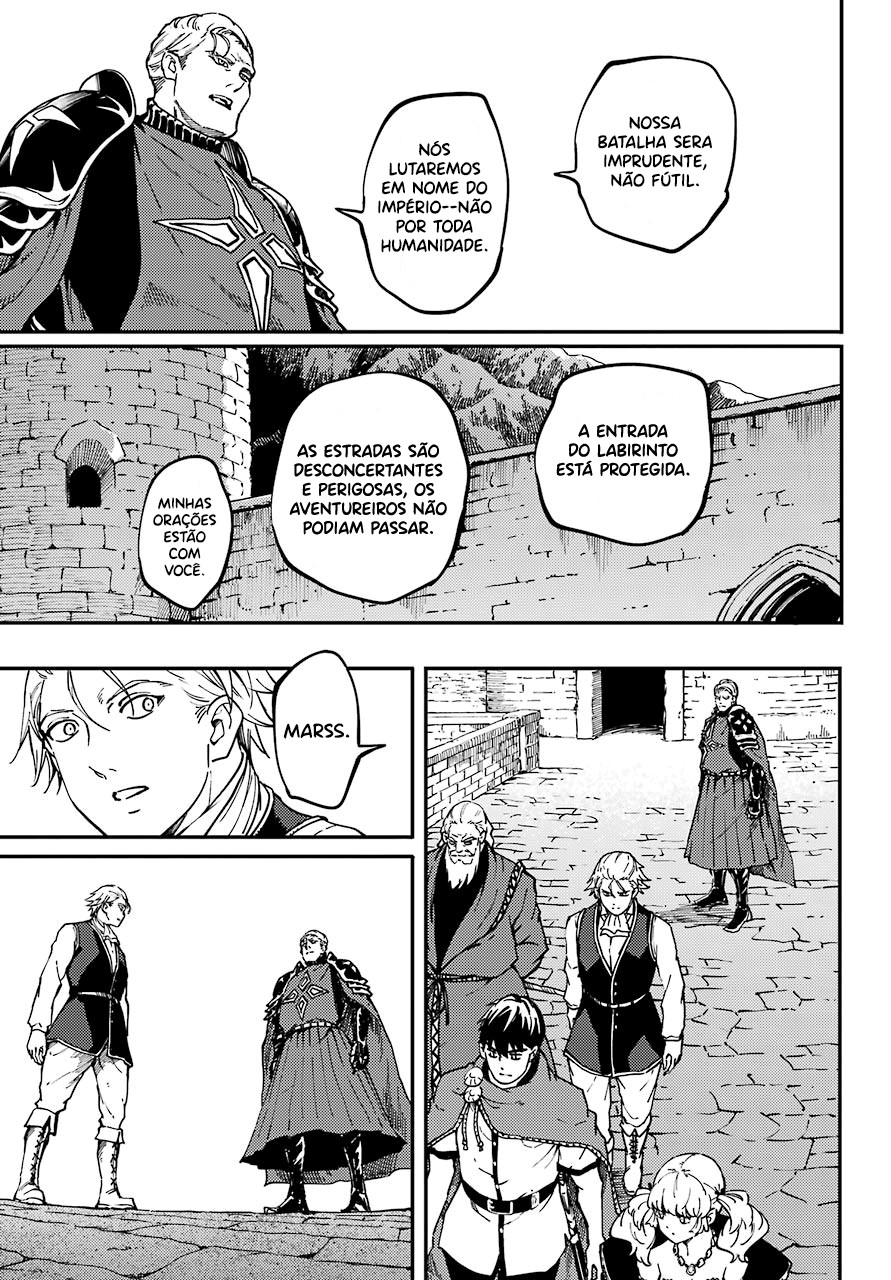 NOSSA
BATALHA SERA
IMPRUDENTE,
NÃO FÚTIL.
NÓS
LUTAREMOS
EM NOME DO
IMPÉRIO--NÃO
POR TODA
HUMANIDADE.
A ENTRADA
DO LABIRINTO
ESTÁ PROTEGIDA.
AS ESTRADAS SÃO
DESCONCERTANTES
E PERIGOSAS, OS
AVENTUREIROS NÃO
PODIAM PASSAR.
MINHAS
ORAÇÕES
ESTÃO
COM
VOCÊ.
MARSS.